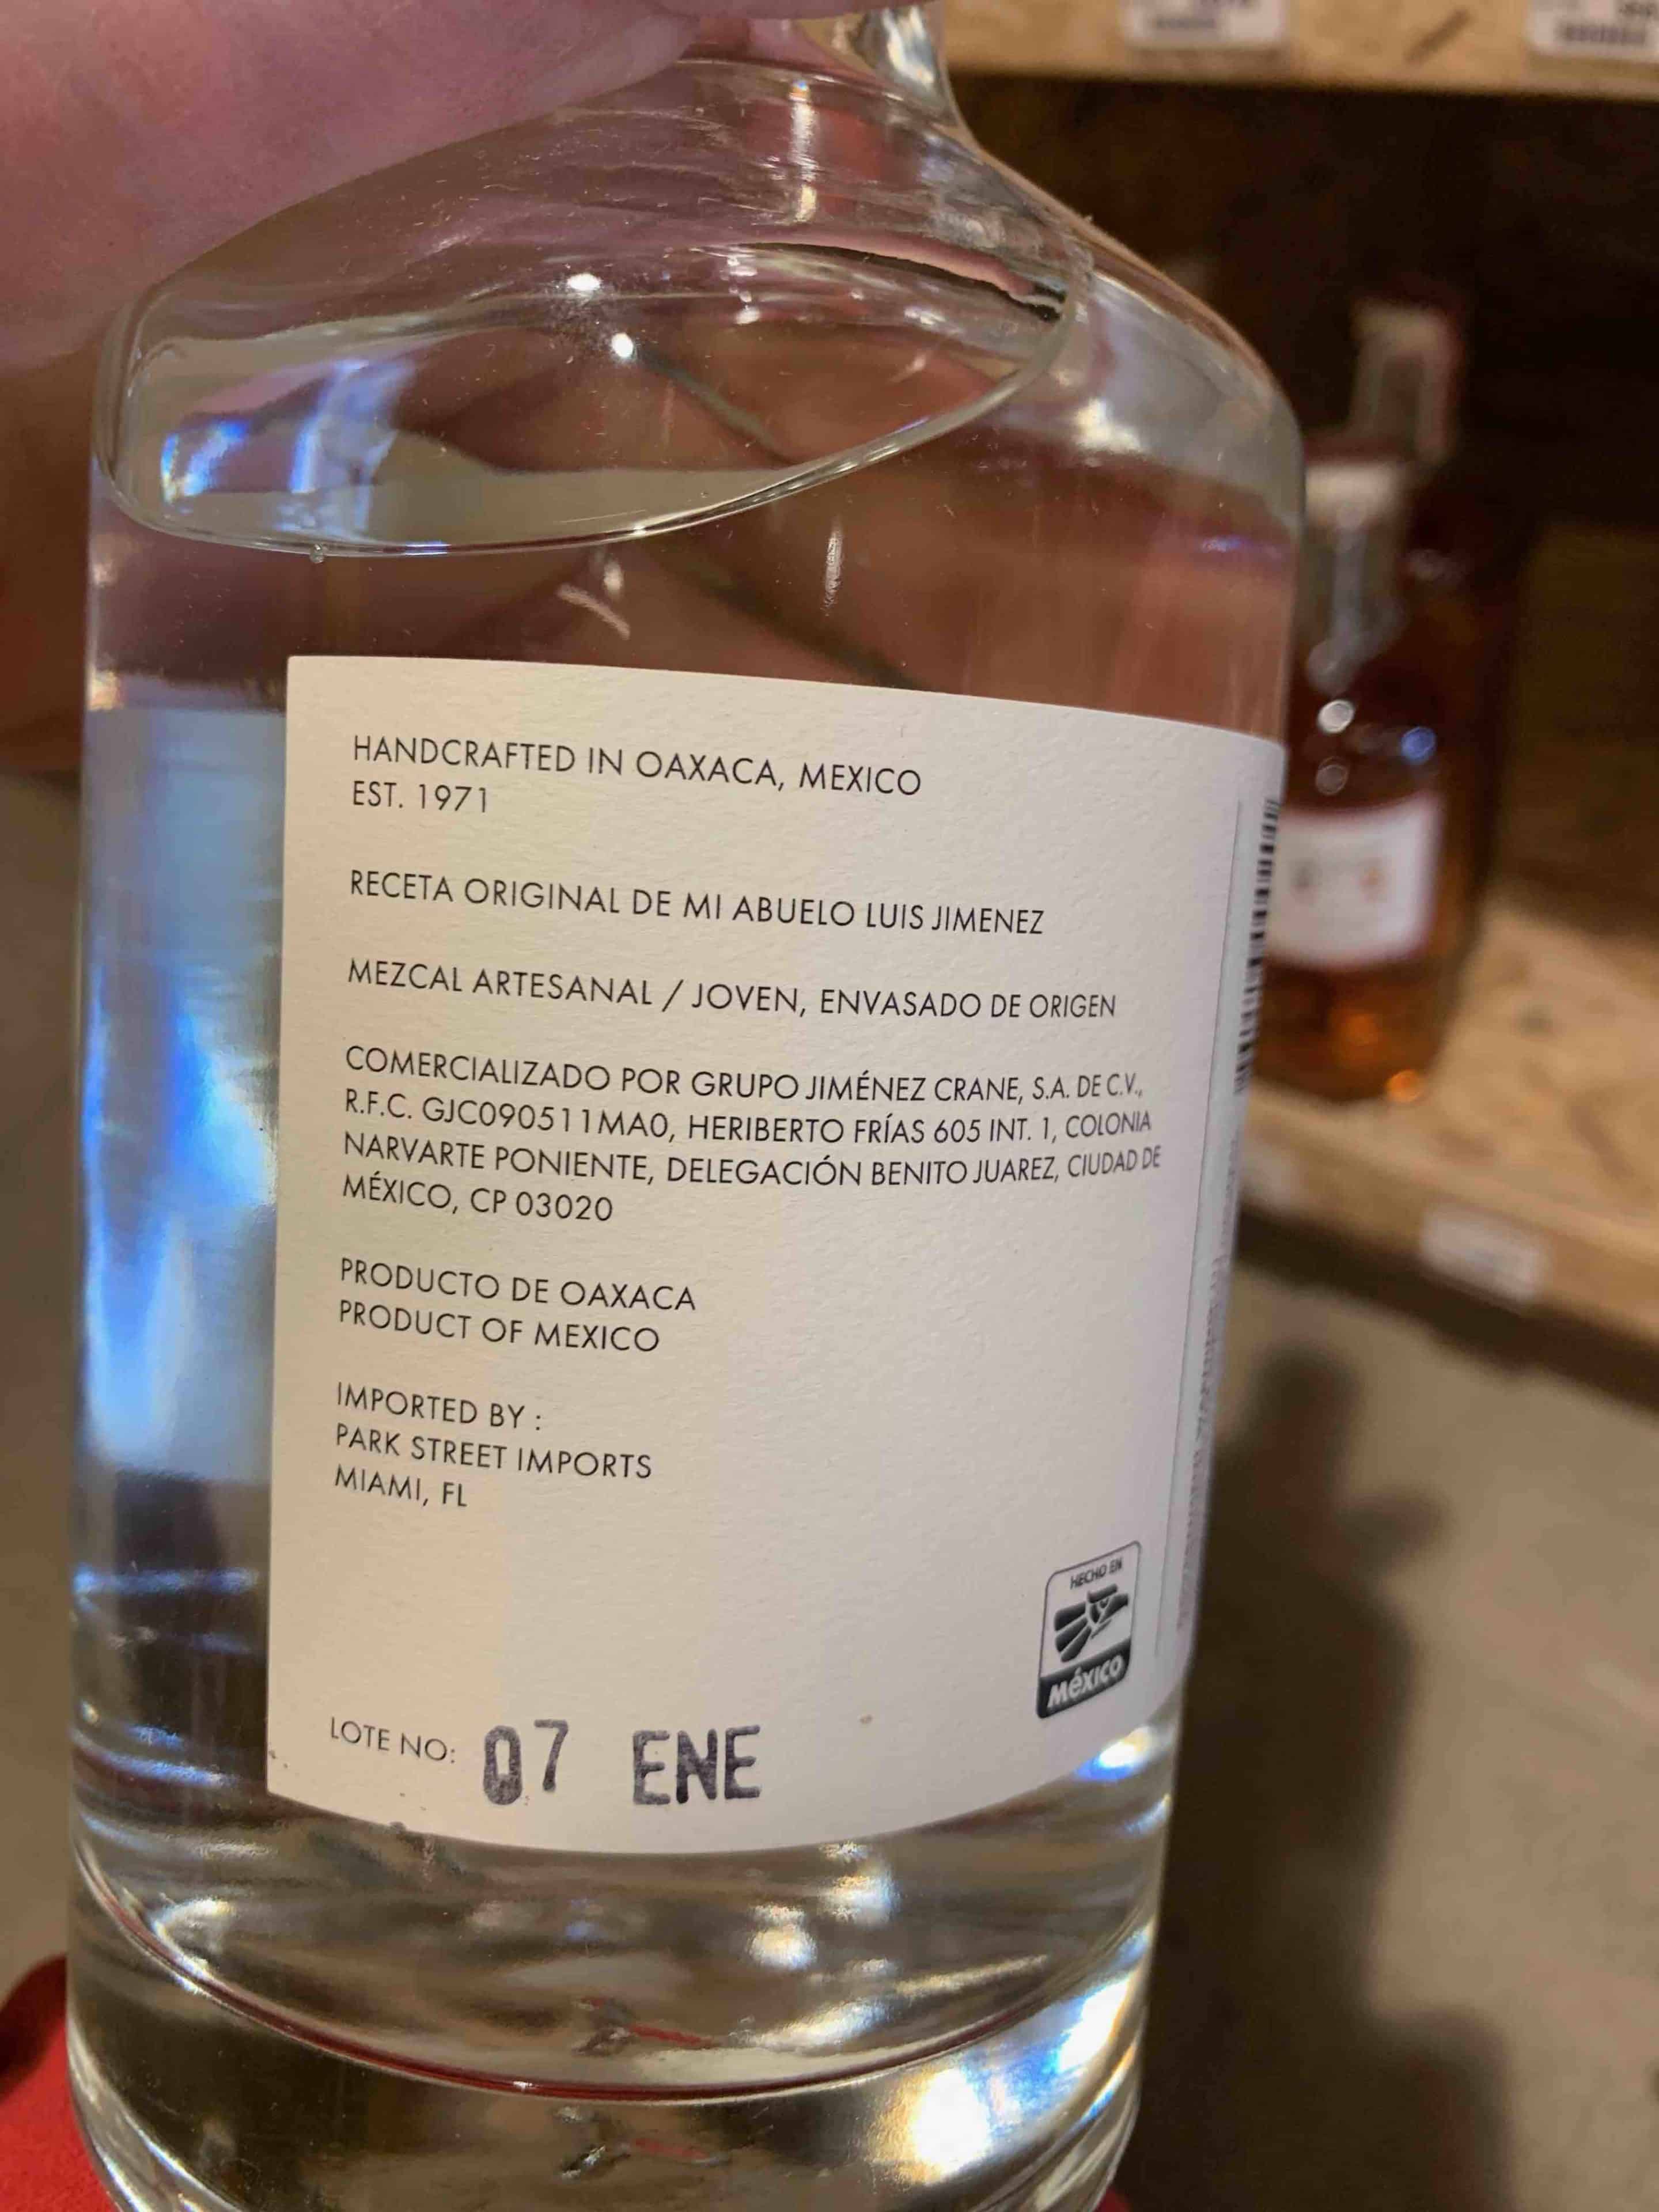 HANDCRAFTED IN OAXACA, MEXICO
EST. 1971
RECETA ORIGINAL DE MI ABUELO LUIS JIMENEZ
MEZCAL ARTESANAL / JOVEN, ENVASADO DE ORIGEN
COMERCIALIZADO POR GRUPO JIMÉNEZ CRANE, S.A. DE C.V.,
R.F.C. GJC090511MA0, HERIBERTO FRÍAS 605 INT. 1, COLONIA
NARVARTE PONIENTE, DELEGACIÓN BENITO JUAREZ, CIUDAD DE
MÉXICO, CP 03020
PRODUCTO DE OAXACA
PRODUCT OF MEXICO
IMPORTED BY :
PARK STREET IMPORTS
MIAMI, FL
HECHO EN
MéXICO
LOTE NO: 07 ENE